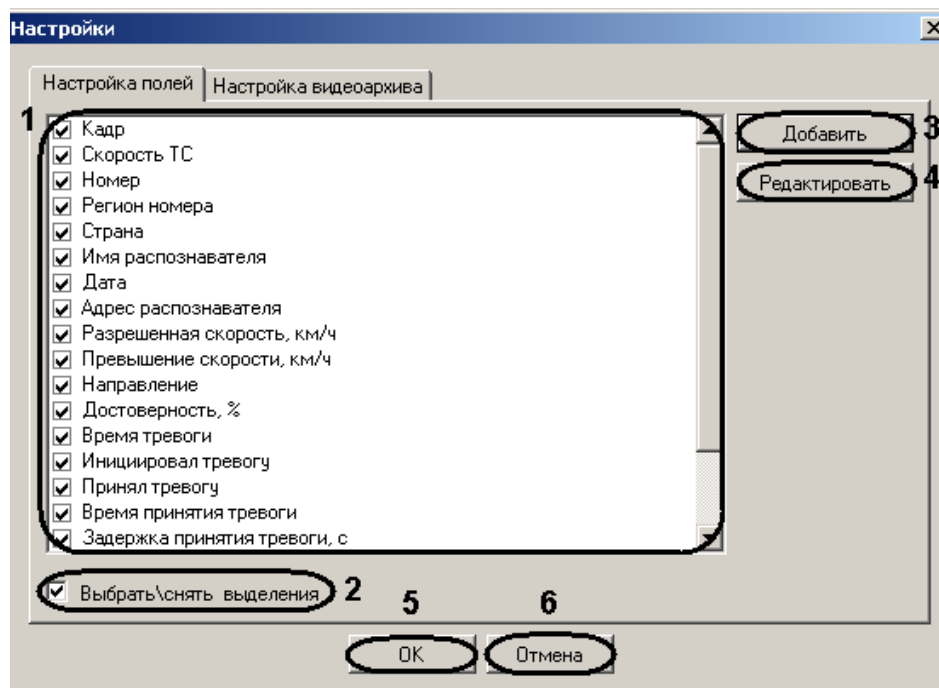 Настройки
Настройка полей Настройка видеоархива
1
Кадр
Скорость ТС
Номер
Регион номера
Страна
Имя распознавателя
Дата
Адрес распознавателя
Разрешенная скорость, км/ч
Превышение скорости, км/ч
Направление
Достоверность, %
Время тревоги
Инициировал тревогу
Принял тревогу
Время принятия тревоги
Задержка принятия тревоги, с
Добавить 3
Редактировать 4
Выбрать\снять выделения 2
5 6
OK Отмена